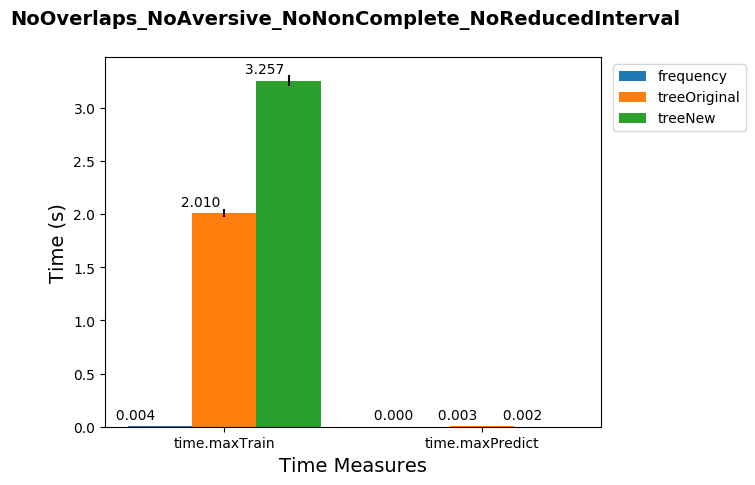 NoOverlaps_NoAversive_NoNonComplete_NoReducedInterval
3.257
2.010
0.004
0.000
0.003
0.002
3.0
2.5
2.0
1.5
1.0
0.5
0.0
Time (s)
time.maxTrain
time.maxPredict
Time Measures
frequency
treeOriginal
treeNew